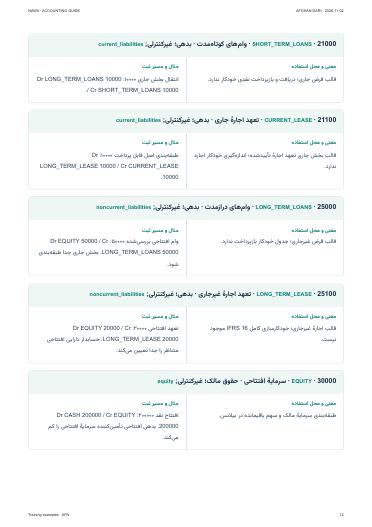 NAWA · ACCOUNTING GUIDE
AFGHANI DARI · 2026-11-02
21000 · SHORT_TERM_LOANS · وام‌های کوتاه‌مدت · بدهی؛ غیرکنترلی؛ current_liabilities
معنی و محل استفاده
قالب قرض جاری؛ دریافت و بازپرداخت نقدی خودکار ندارد.
مثال و مسیر ثبت
انتقال بخش جاری ۱۰۰۰۰: Dr LONG_TERM_LOANS 10000
/ Cr SHORT_TERM_LOANS 10000
21100 · CURRENT_LEASE · تعهد اجارهٔ جاری · بدهی؛ غیرکنترلی؛ current_liabilities
معنی و محل استفاده
قالب بخش جاری تعهد اجارهٔ تأییدشده؛ اندازه‌گیری خودکار اجاره
ندارد.
مثال و مسیر ثبت
طبقه‌بندی اصل قابل پرداخت ۱۰۰۰۰: Dr
LONG_TERM_LEASE 10000 / Cr CURRENT_LEASE
10000.
25000 · LONG_TERM_LOANS · وام‌های درازمدت · بدهی؛ غیرکنترلی؛ noncurrent_liabilities
معنی و محل استفاده
قالب قرض غیرجاری؛ جدول خودکار بازپرداخت ندارد.
مثال و مسیر ثبت
وام افتتاحی بررسی‌شده ۵۰۰۰۰: Dr EQUITY 50000 / Cr
LONG_TERM_LOANS 50000. بخش جاری جدا طبقه‌بندی
شود.
25100 · LONG_TERM_LEASE · تعهد اجارهٔ غیرجاری · بدهی؛ غیرکنترلی؛ noncurrent_liabilities
معنی و محل استفاده
قالب اجارهٔ غیرجاری؛ خودکارسازی کامل IFRS 16 موجود
نیست.
مثال و مسیر ثبت
تعهد افتتاحی ۲۰۰۰۰: Dr EQUITY 20000 / Cr
LONG_TERM_LEASE 20000. حسابدار دارایی افتتاحی
متناظر را جدا تعیین می‌کند.
30000 · EQUITY · سرمایهٔ افتتاحی · حقوق مالک؛ غیرکنترلی؛ equity
معنی و محل استفاده
طبقه‌بندی سرمایهٔ مالک و سهم باقیمانده در بیلانس.
مثال و مسیر ثبت
افتتاح نقد ۲۰۰۰۰۰: Dr CASH 200000 / Cr EQUITY
200000. بدهی افتتاحی تأمین‌کننده سرمایهٔ افتتاحی را کم
می‌کند.
Training examples · AFN
12